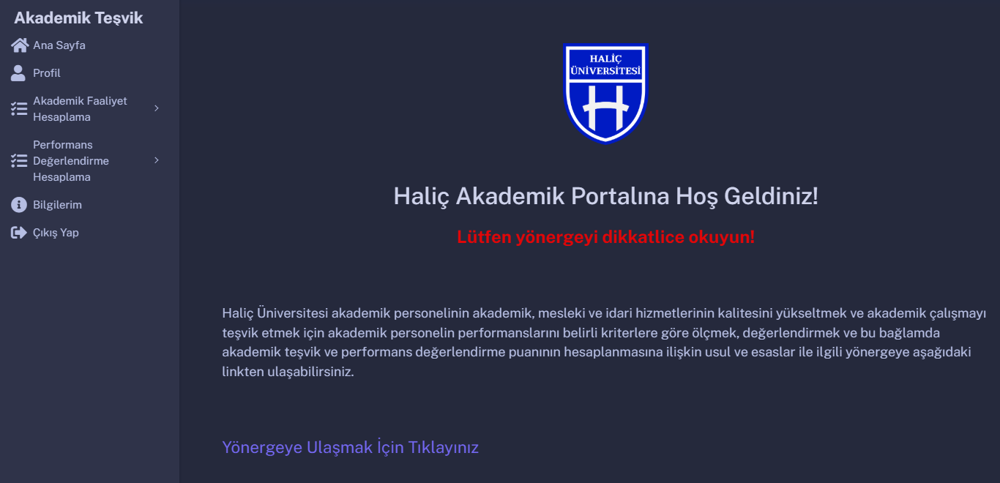 Akademik Teşvik
Ana Sayfa
Profil
Akademik Faaliyet
Hesaplama
Performans
Değerlendirme
Hesaplama
Bilgilerim
Çıkış Yap
HALİÇ
ÜNİVERSİTESİ
Haliç Akademik Portalına Hoş Geldiniz!
Lütfen yönergeyi dikkatlice okuyun!
Haliç Üniversitesi akademik personelinin akademik, mesleki ve idari hizmetlerinin kalitesini yükseltmek ve akademik çalışmayı
teşvik etmek için akademik personelin performanslarını belirli kriterlere göre ölçmek, değerlendirmek ve bu bağlamda
akademik teşvik ve performans değerlendirme puanının hesaplanmasına ilişkin usul ve esaslar ile ilgili yönergeye aşağıdaki
linkten ulaşabilirsiniz.
Yönergeye Ulaşmak İçin Tıklayınız